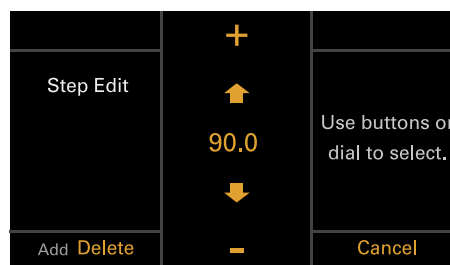 +
Step Edit
90.0
Use buttons or
dial to select.
Add Delete
-
Cancel